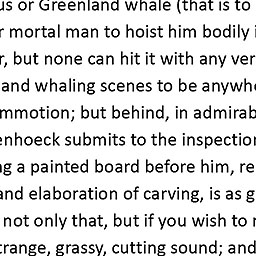 us or Greenland whale (that is to
r mortal man to hoist him bodily i
r, but none can hit it with any ver
and whaling scenes to be anywhe
mmotion; but behind, in admirab
enhoeck submits to the inspection
ng a painted board before him, re
and elaboration of carving, is as g
not only that, but if you wish to r
trange, grassy, cutting sound; and